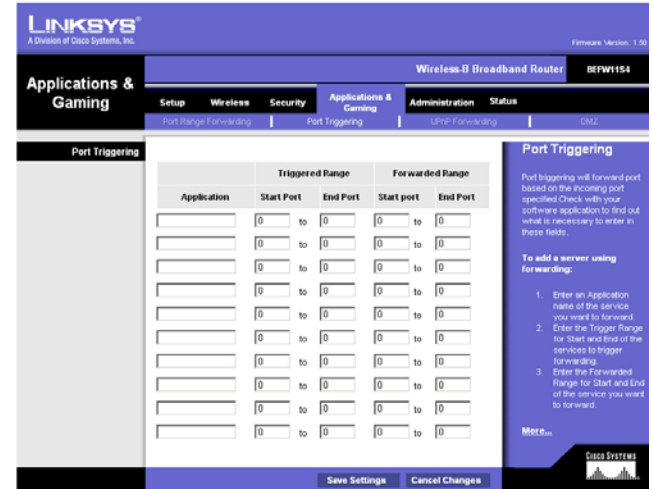 LINKSYS®
A Division of Cisco Systems, Inc.
Firmware Version: 1.50
Wireless-B Broadband Router BEFW11S4
Applications &
Gaming
Setup Wireless Security Applications & Gaming Administration Status
Port Range Forwarding Port Triggering UPnP Forwarding DMZ
Port Triggering
Triggered Range Forwarded Range
Application Start Port End Port Start port End Port
0 to 0 0 to 0
0 to 0 0 to 0
0 to 0 0 to 0
0 to 0 0 to 0
0 to 0 0 to 0
0 to 0 0 to 0
0 to 0 0 to 0
0 to 0 0 to 0
0 to 0 0 to 0
0 to 0 0 to 0
Port Triggering
Port triggering will forward port
based on the incoming port
specified.Check with your
software application to find out
what is necessary to enter in
these fields.
To add a server using
forwarding:
1. Enter an Application
name of the service
you want to forward.
2. Enter the Trigger Range
for Start and End of the
services to trigger
forwarding.
3. Enter the Forwarded
Range for Start and End
of the service you want
to forward.
More...
Save Settings Cancel Changes
CISCO SYSTEMS